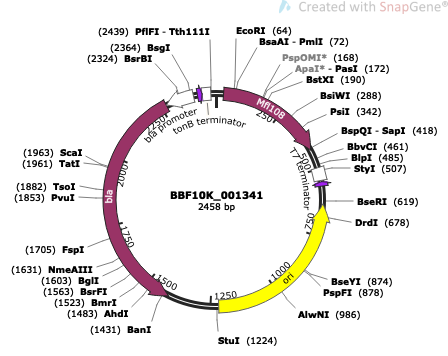 Created with SnapGene®
(2439) PflFI - Tth111I
(2364) BsgI
(2324) BsrBI
EcoRI (64)
BsaAI - PmlI (72)
PspOMI* (168)
ApaI* - PasI (172)
BstXI (190)
BsiWI (288)
PsiI (342)
BspQI - SapI (418)
BbvCI (461)
BlpI (485)
StyI (507)
BseRI (619)
DrdI (678)
BseYI (874)
PspFI (878)
AlwNI (986)
StuI (1224)
(1431) BanI
(1483) AhdI
(1523) BmrI
(1563) BsrFI
(1603) BglI
(1631) NmeAIII
(1705) FspI
(1853) PvuI
(1882) TsoI
(1961) TatI
(1963) ScaI
bla promoter
tonB terminator
Mfl108
T7 terminator
ori
bla
250
500
750
1000
1250
1500
1750
2000
2250
BBF10K_001341
2458 bp